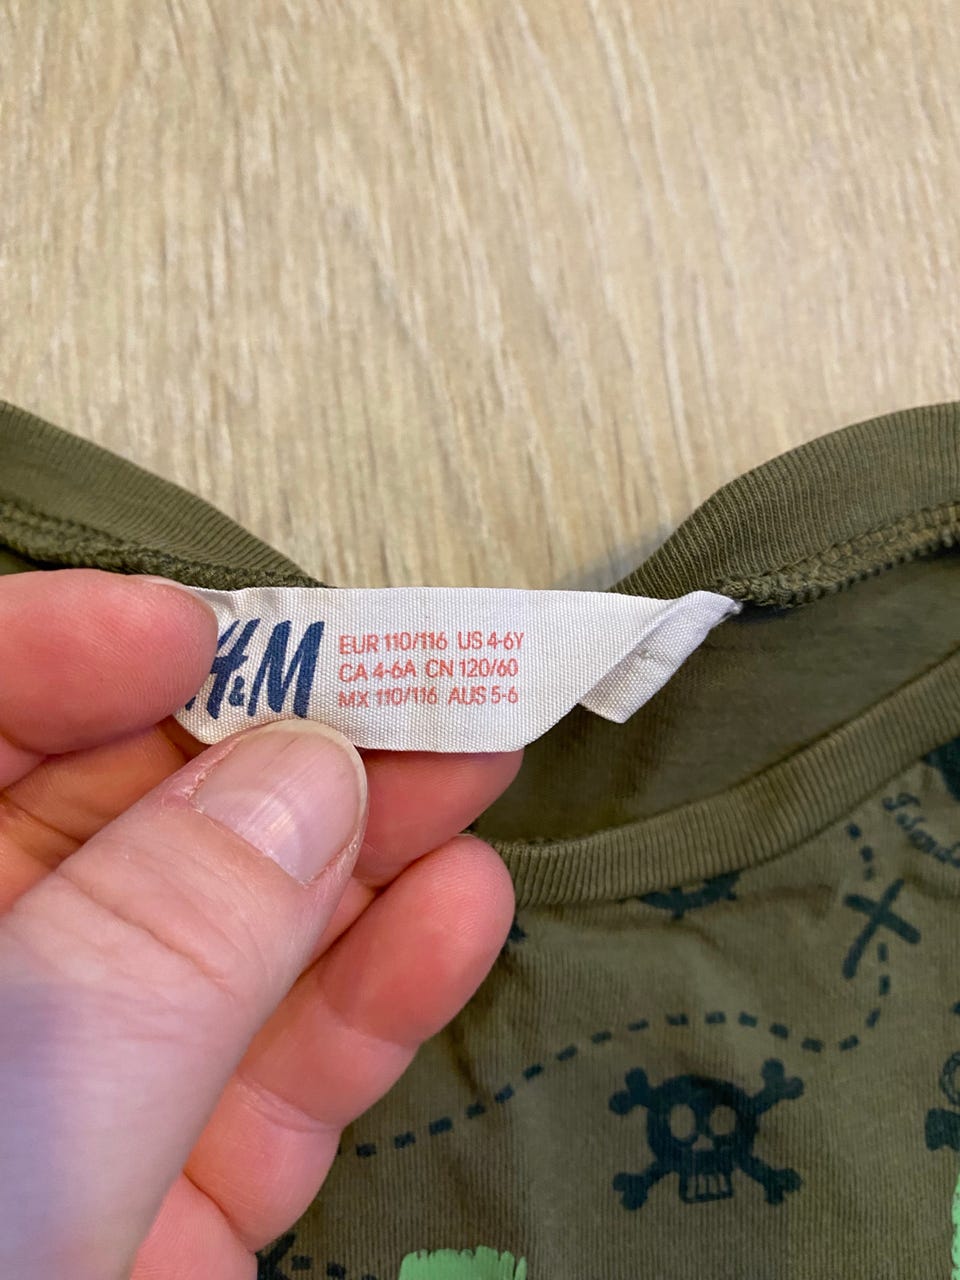 H&M
EUR 110/116 US 4-6Y
CA 4-6A CN 120/60
MX 110/116 AUS 5-6